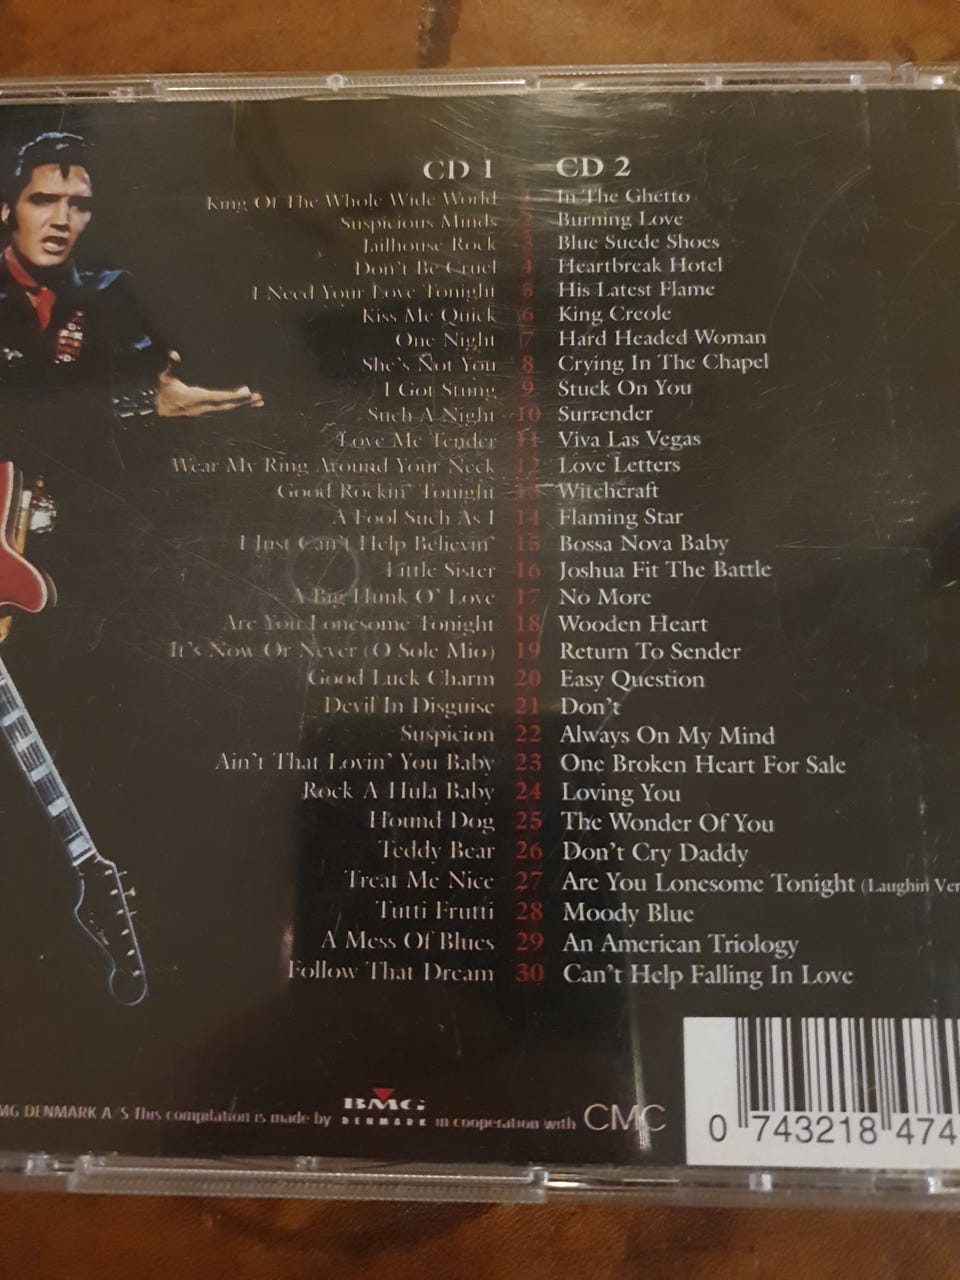 CD 1 CD 2
King Of The Whole Wide World 1 In The Ghetto
Suspicious Minds 2 Burning Love
Jailhouse Rock 3 Blue Suede Shoes
Don't Be Cruel 4 Heartbreak Hotel
I Need Your Love Tonight 5 His Latest Flame
Kiss Me Quick 6 King Creole
One Night 7 Hard Headed Woman
She's Not You 8 Crying In The Chapel
I Got Stung 9 Stuck On You
Such A Night 10 Surrender
Love Me Tender 11 Viva Las Vegas
Wear My Ring Around Your Neck 12 Love Letters
Good Rockin' Tonight 13 Witchcraft
A Fool Such As I 14 Flaming Star
I Just Can't Help Believin' 15 Bossa Nova Baby
Little Sister 16 Joshua Fit The Battle
A Big Hunk O' Love 17 No More
Are You Lonesome Tonight 18 Wooden Heart
It's Now Or Never (O Sole Mio) 19 Return To Sender
Good Luck Charm 20 Easy Question
Devil In Disguise 21 Don't
Suspicion 22 Always On My Mind
Ain't That Lovin' You Baby 23 One Broken Heart For Sale
Rock A Hula Baby 24 Loving You
Hound Dog 25 The Wonder Of You
Teddy Bear 26 Don't Cry Daddy
Treat Me Nice 27 Are You Lonesome Tonight (Laughin Ver
Tutti Frutti 28 Moody Blue
A Mess Of Blues 29 An American Triology
Follow That Dream 30 Can't Help Falling In Love
MG DENMARK A/S This compilation is made by BMG DENMARK in cooperation with CMC
0 743218 474